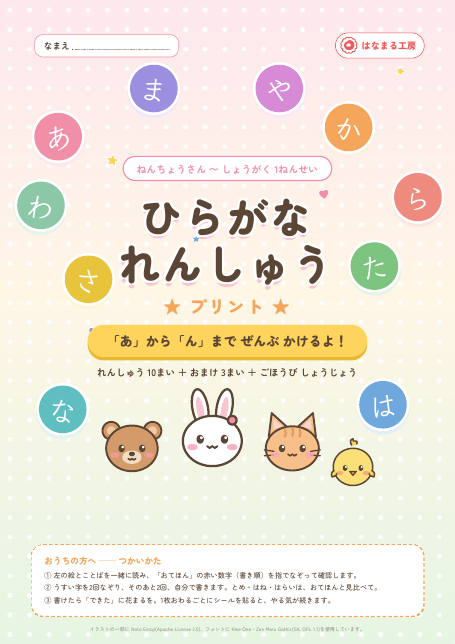 なまえ
はなまる工房
ま
や
あ
か
わ
ら
さ
た
な
は
ねんちょうさん ～ しょうがく 1ねんせい
ひらがな
れんしゅう
★ プリント ★
「あ」から「ん」まで ぜんぶ かけるよ！
れんしゅう 10まい ＋ おまけ 3まい ＋ ごほうび しょうじょう
おうちの方へ ── つかいかた
① 左の絵とことばを一緒に読み、「おてほん」の赤い数字（書き順）を指でなぞって確認します。
② うすい字を2回なぞり、そのあと2回、自分で書きます。とめ・はね・はらいは、おてほんと見比べて。
③ 書けたら「できた」に花まるを。1枚おわるごとにシールを貼ると、やる気が続きます。